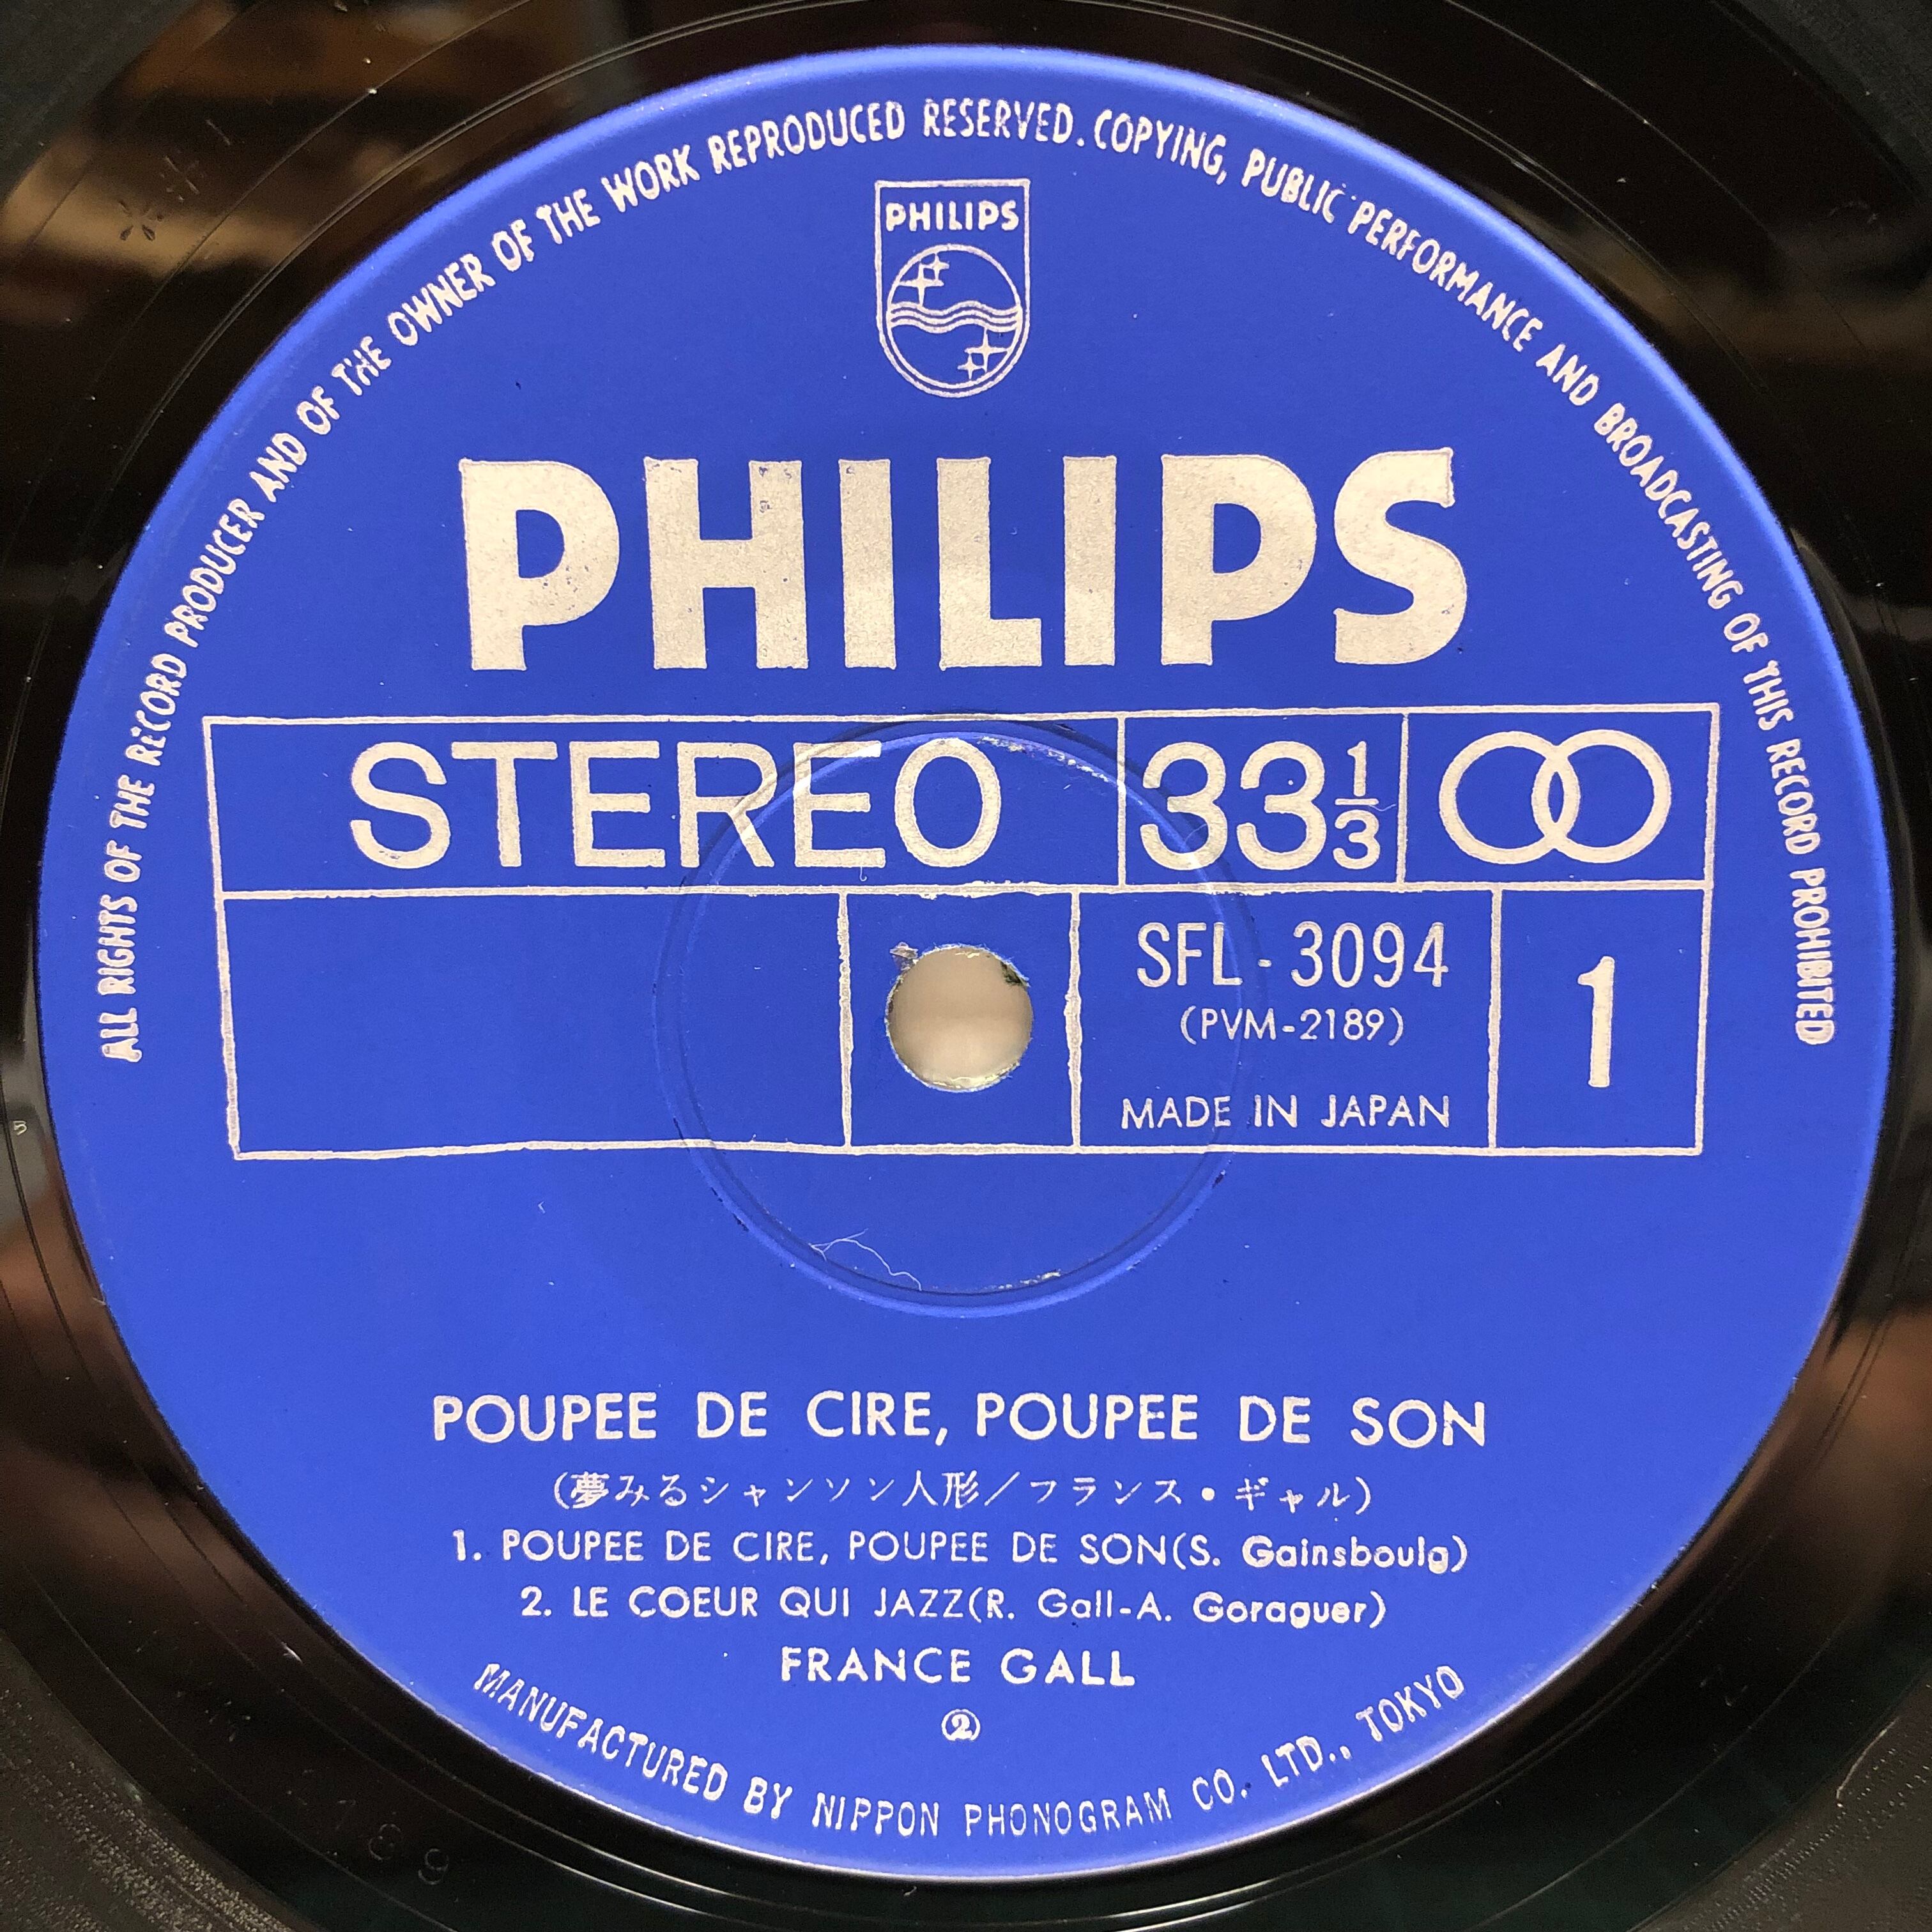 ALL RIGHTS OF THE RECORD PRODUCER AND OF THE OWNER OF THE WORK REPRODUCED RESERVED. COPYING, PUBLIC PERFORMANCE AND BROADCASTING OF THIS RECORD PROHIBITED
PHILIPS
PHILIPS
STEREO 33 1/3
SFL - 3094
(PVM-2189)
MADE IN JAPAN
1
POUPEE DE CIRE, POUPEE DE SON
(夢みるシャンソン人形/フランス・ギャル)
1. POUPEE DE CIRE, POUPEE DE SON(S. Gainsboulg)
2. LE COEUR QUI JAZZ(R. Gall-A. Goraguer)
FRANCE GALL
②
MANUFACTURED BY NIPPON PHONOGRAM CO. LTD., TOKYO